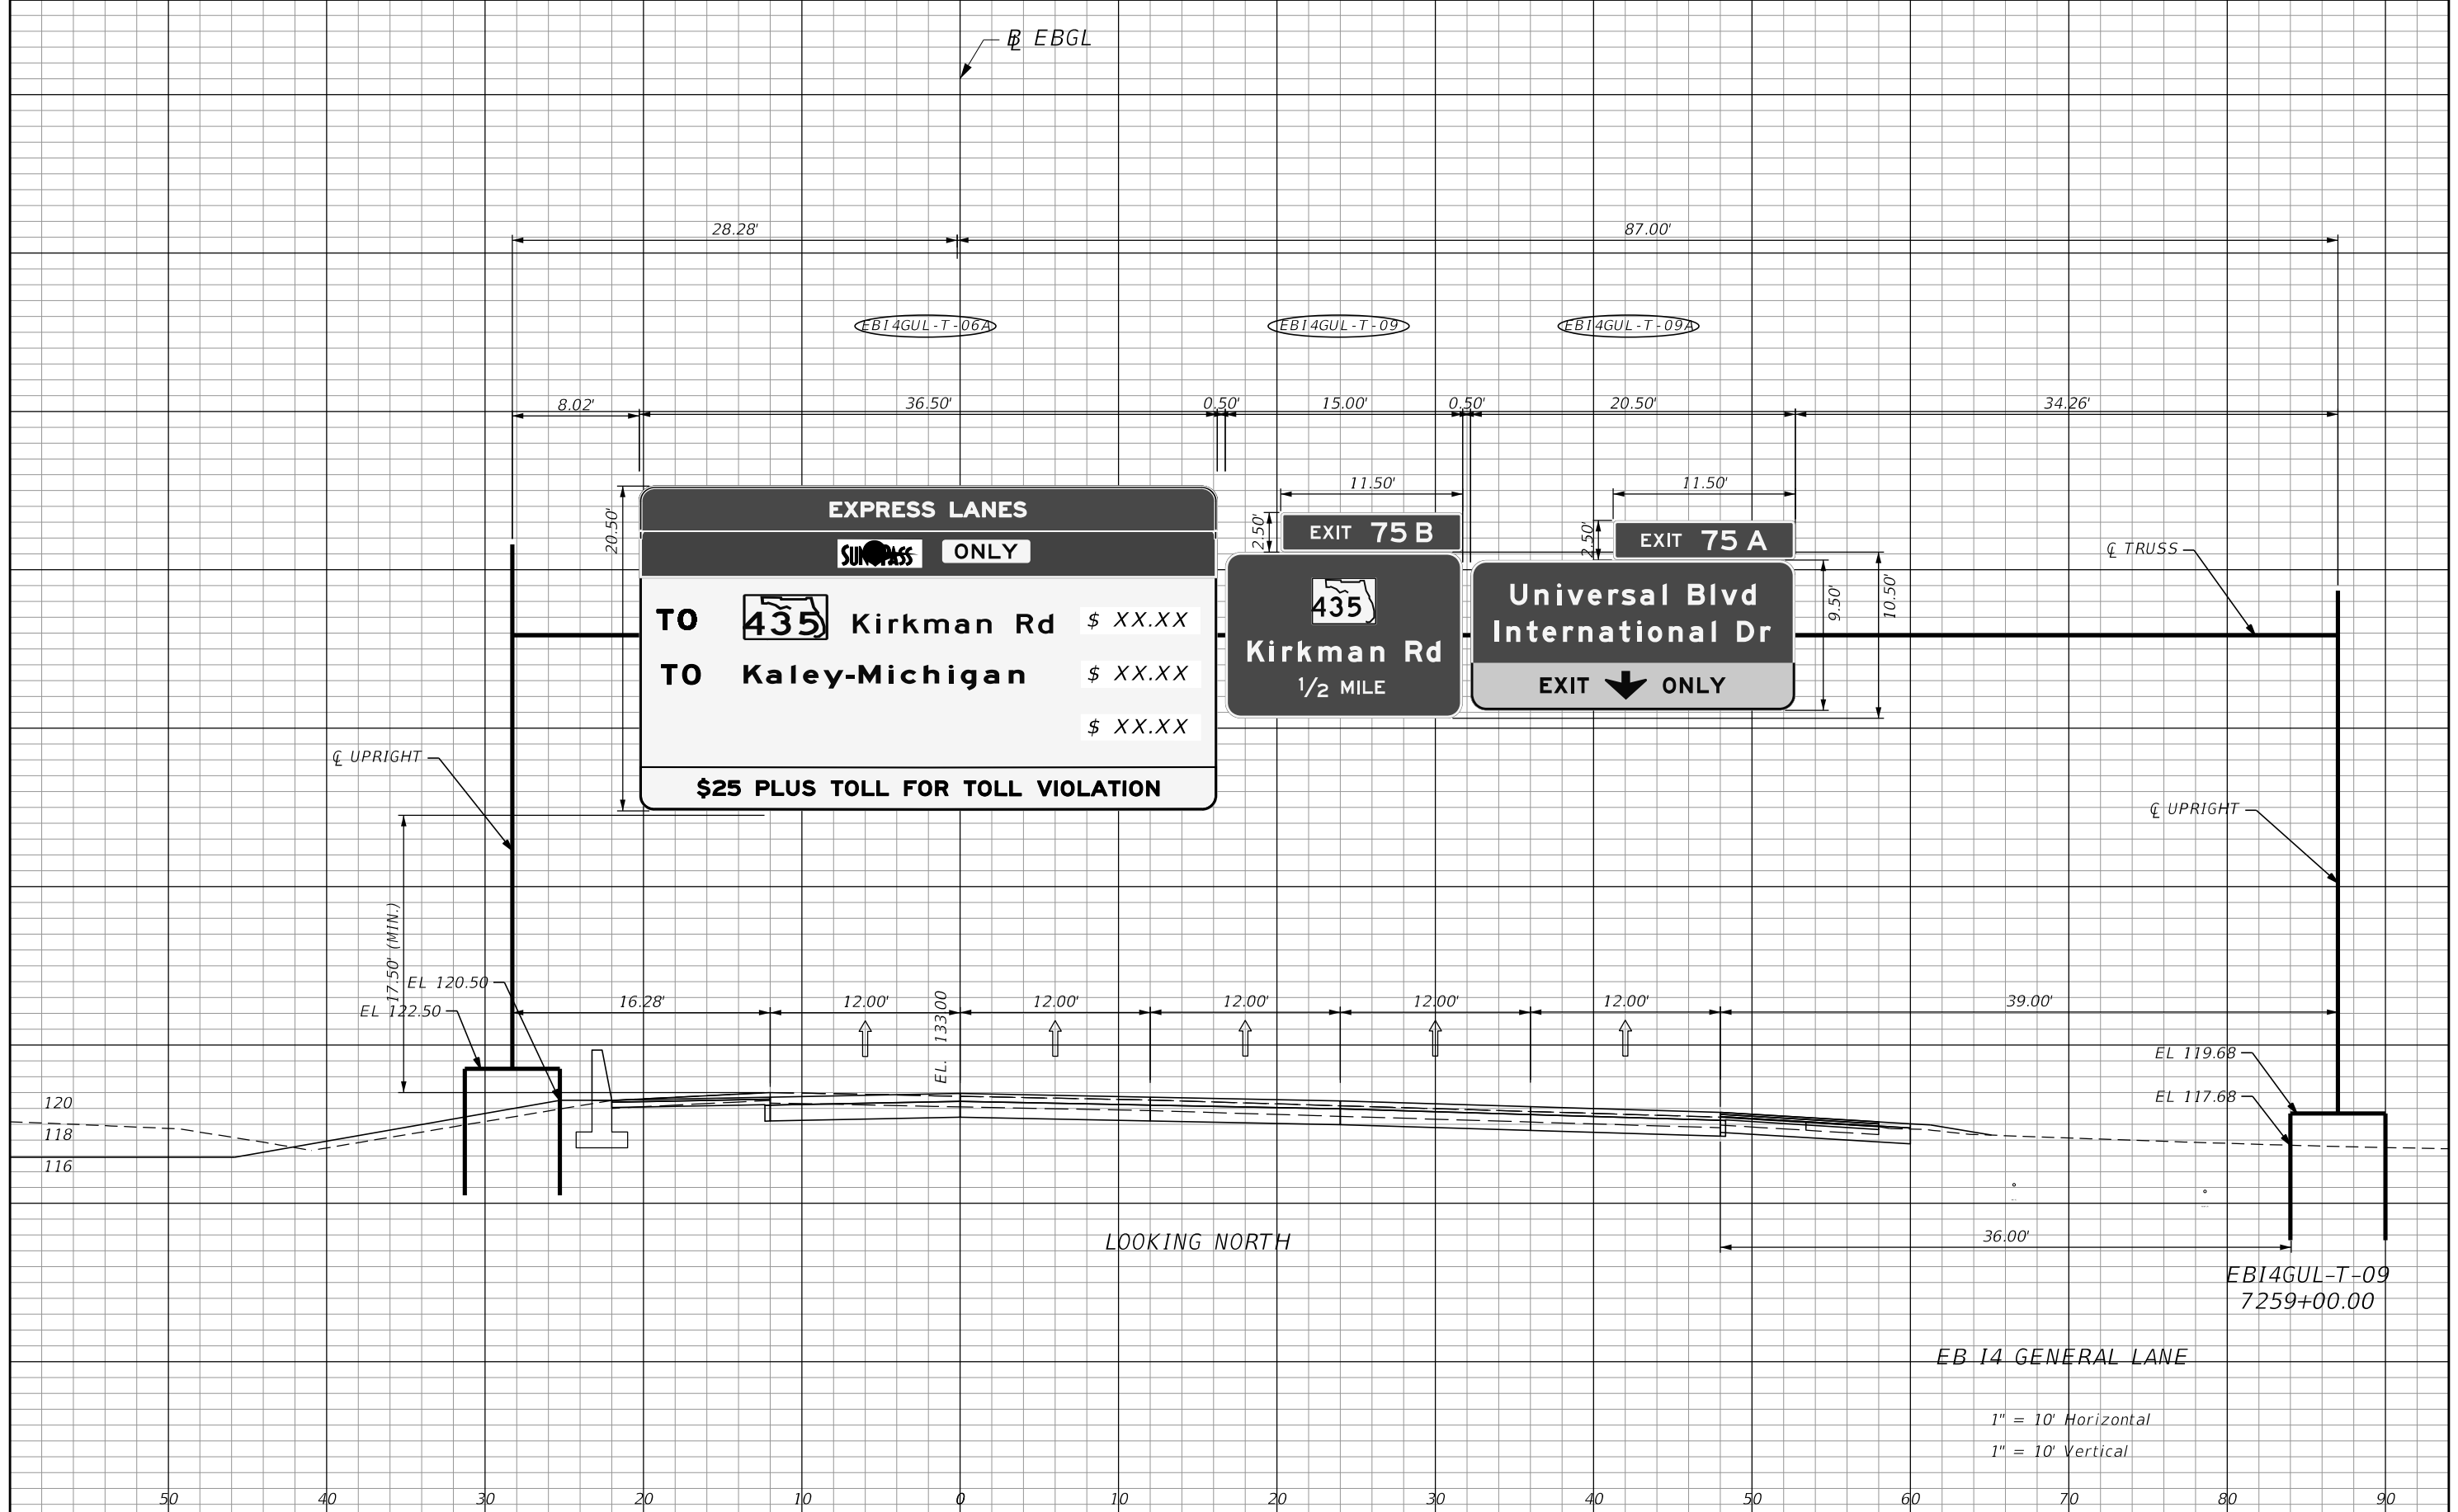 ℄ B EBGL
28.28'
87.00'
EBI4GUL-T-06A
EBI4GUL-T-09
EBI4GUL-T-09A
8.02'
36.50'
0.50'
15.00'
0.50'
20.50'
34.26'
11.50'
11.50'
20.50'
2.50'
2.50'
EXPRESS LANES
SUNPASS ONLY
TO 435 Kirkman Rd $ XX.XX
TO Kaley-Michigan $ XX.XX
$ XX.XX
$25 PLUS TOLL FOR TOLL VIOLATION
EXIT 75 B
435
Kirkman Rd
1/2 MILE
EXIT 75 A
Universal Blvd
International Dr
EXIT ONLY
9.50'
10.50'
℄ TRUSS
℄ UPRIGHT
℄ UPRIGHT
17.50' (MIN.)
EL 120.50
EL 122.50
16.28'
12.00'
EL. 133.00
12.00'
12.00'
12.00'
12.00'
39.00'
EL 119.68
EL 117.68
120
118
116
LOOKING NORTH
36.00'
EBI4GUL-T-09
7259+00.00
EB I4 GENERAL LANE
1" = 10' Horizontal
1" = 10' Vertical
50 40 30 20 10 0 10 20 30 40 50 60 70 80 90